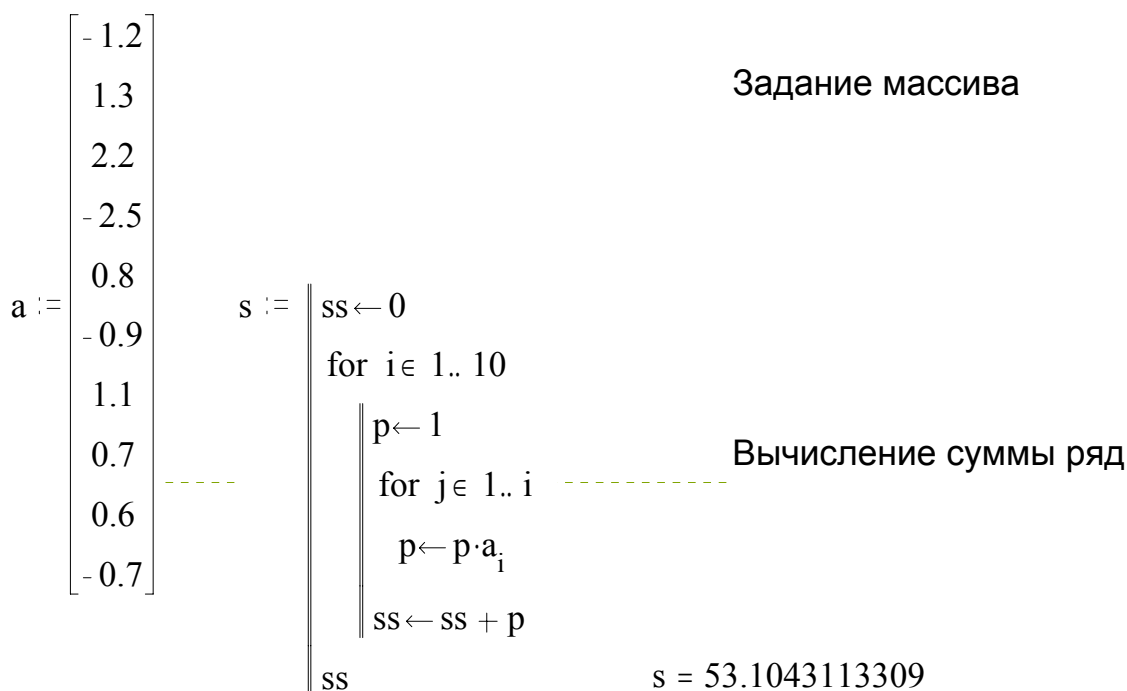 -1.2
1.3
2.2
-2.5
0.8
-0.9
1.1
0.7
0.6
-0.7
a :=
Задание массива
s :=
ss ← 0
for i ∈ 1.. 10
p ← 1
for j ∈ 1.. i
p ← p·a_i
ss ← ss + p
ss
Вычисление суммы ряд
s = 53.1043113309